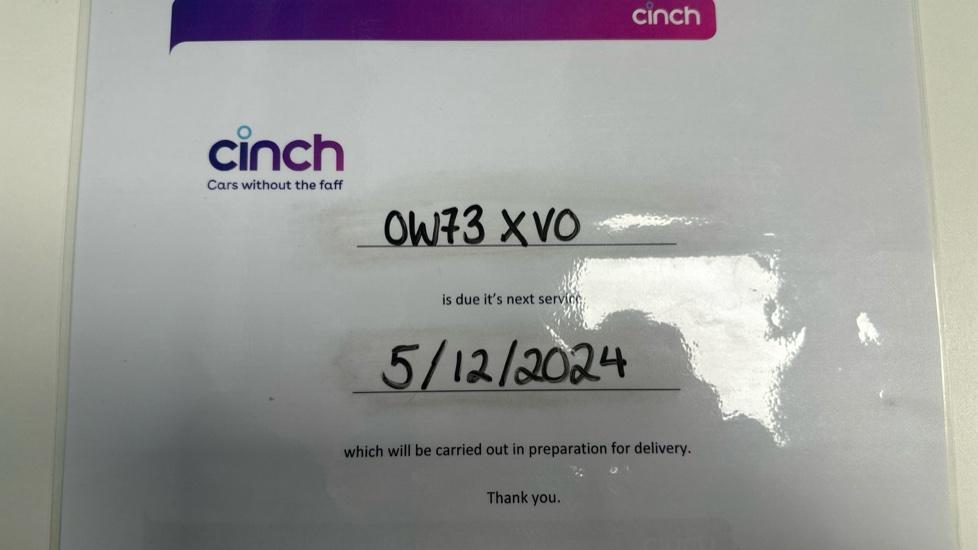 cinch
cinch
Cars without the faff
OW73 XVO
is due it's next service
5/12/2024
which will be carried out in preparation for delivery.
Thank you.